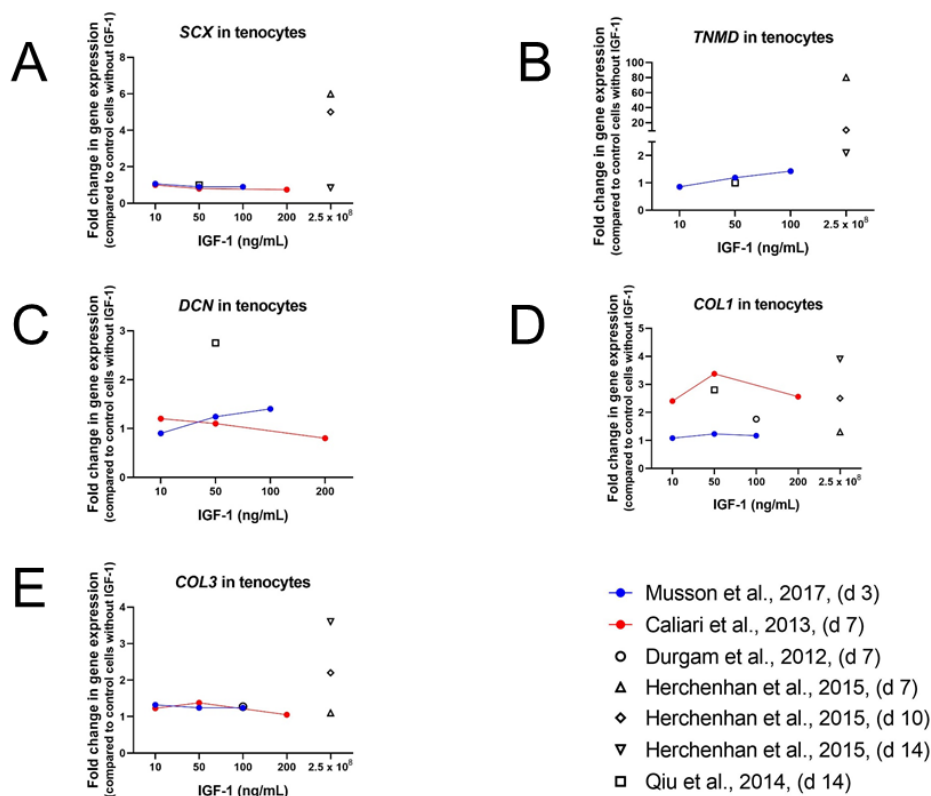 A
SCX in tenocytes
Fold change in gene expression
(compared to control cells without IGF-1)
8
6
4
2
0
10 50 100 200 2.5 x 10⁸
IGF-1 (ng/mL)
B
TNMD in tenocytes
Fold change in gene expression
(compared to control cells without IGF-1)
100
80
60
40
20
2
1
0
10 50 100 2.5 x 10⁸
IGF-1 (ng/mL)
C
DCN in tenocytes
Fold change in gene expression
(compared to control cells without IGF-1)
3
2
1
0
10 50 100 200
IGF-1 (ng/mL)
D
COL1 in tenocytes
Fold change in gene expression
(compared to control cells without IGF-1)
5
4
3
2
1
0
10 50 100 200 2.5 x 10⁸
IGF-1 (ng/mL)
E
COL3 in tenocytes
Fold change in gene expression
(compared to control cells without IGF-1)
4
3
2
1
0
10 50 100 200 2.5 x 10⁸
IGF-1 (ng/mL)
Musson et al., 2017, (d 3)
Caliari et al., 2013, (d 7)
Durgam et al., 2012, (d 7)
Herchenhan et al., 2015, (d 7)
Herchenhan et al., 2015, (d 10)
Herchenhan et al., 2015, (d 14)
Qiu et al., 2014, (d 14)